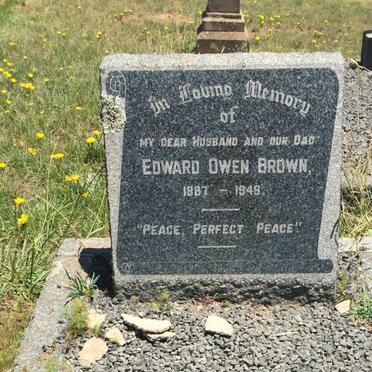 In Loving Memory
of
MY DEAR HUSBAND AND OUR DAD
EDWARD OWEN BROWN,
1887 - 1949.
"PEACE, PERFECT PEACE."